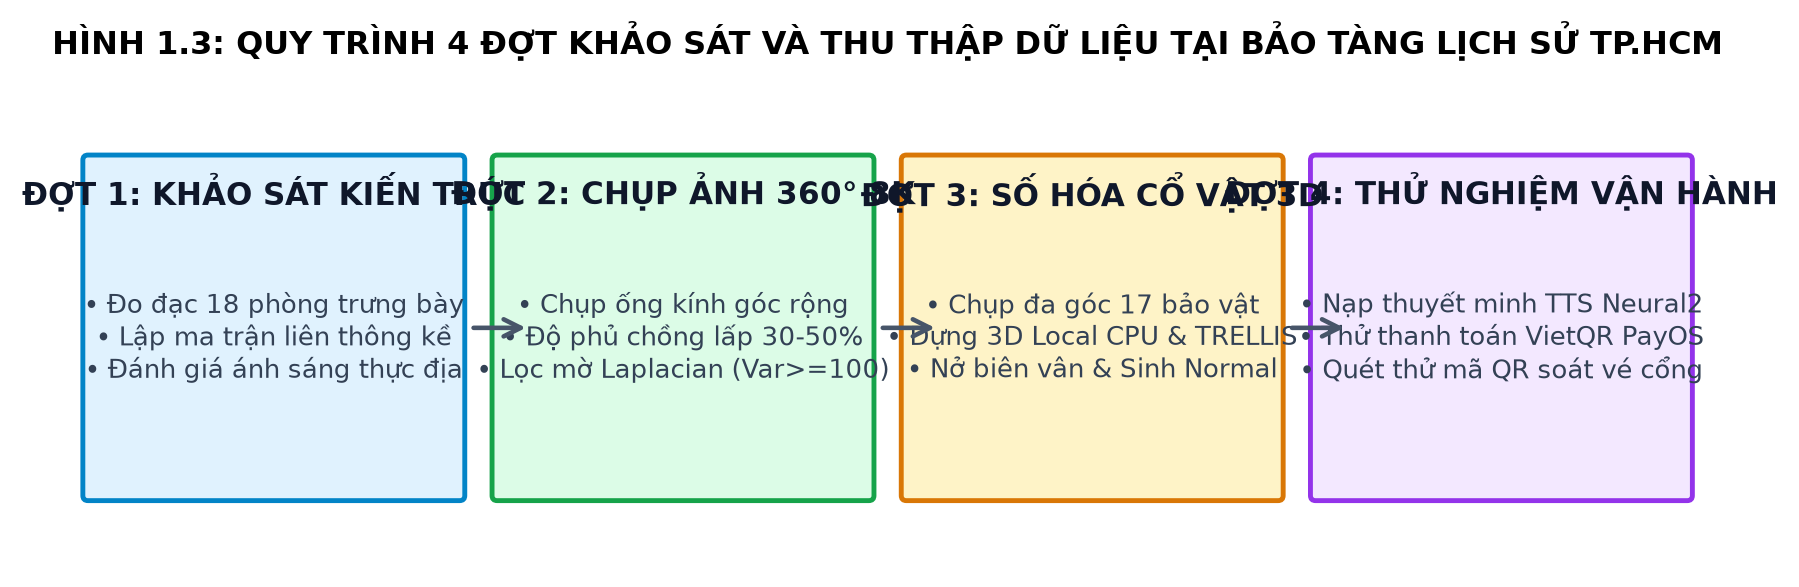 HÌNH 1.3: QUY TRÌNH 4 ĐỢT KHẢO SÁT VÀ THU THẬP DỮ LIỆU TẠI BẢO TÀNG LỊCH SỬ TP.HCM
ĐỢT 1: KHẢO SÁT KIẾN TRÚC
• Đo đạc 18 phòng trưng bày
• Lập ma trận liên thông kề
• Đánh giá ánh sáng thực địa
ĐỢT 2: CHỤP ẢNH 360° 8K
• Chụp ống kính góc rộng
• Độ phủ chồng lấp 30-50%
• Lọc mờ Laplacian (Var>=100)
ĐỢT 3: SỐ HÓA CỔ VẬT 3D
• Chụp đa góc 17 bảo vật
• Dựng 3D Local CPU & TRELLIS
• Nở biên vân & Sinh Normal
ĐỢT 4: THỬ NGHIỆM VẬN HÀNH
• Nạp thuyết minh TTS Neural2
• Thử thanh toán VietQR PayOS
• Quét thử mã QR soát vé cổng